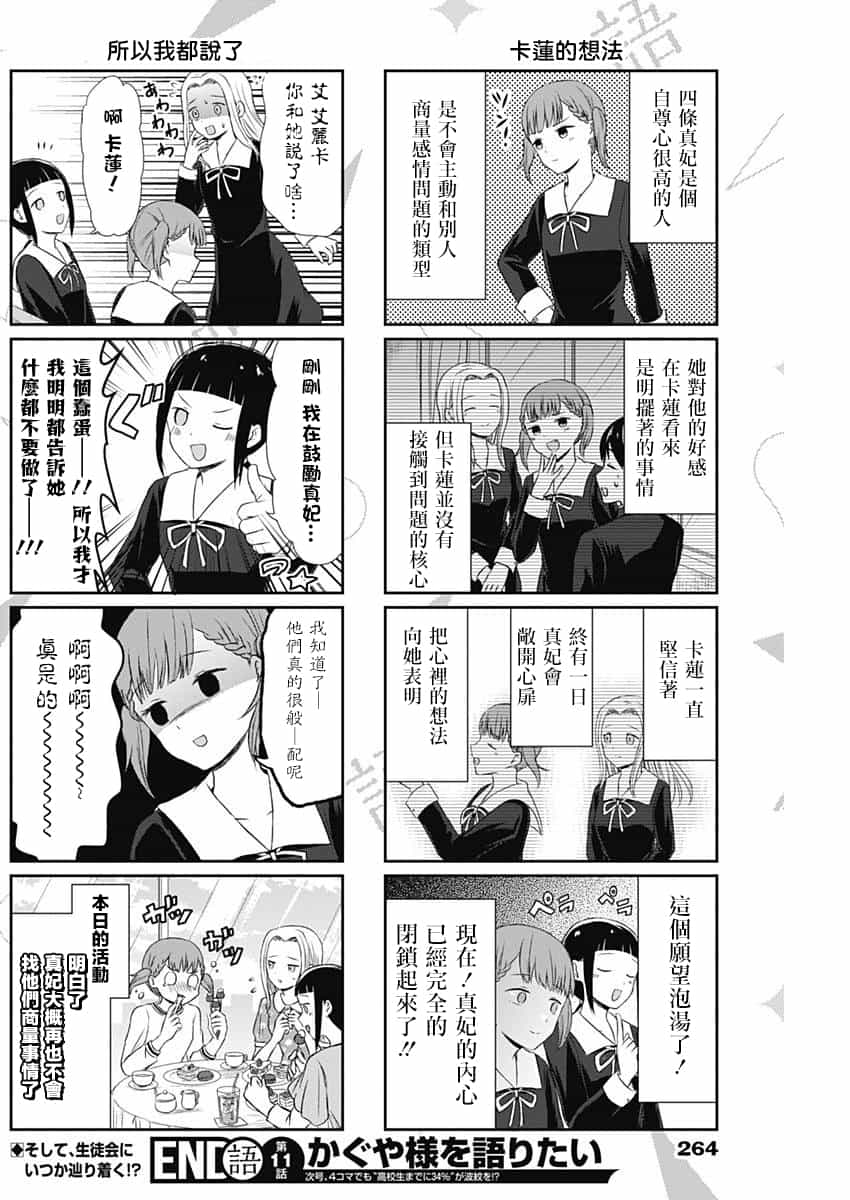 卡蓮的想法
四條真妃是個
自尊心很高的人
是不會主動和別人
商量感情問題的類型
她對他的好感
在卡蓮看來
是明擺著的事情
但卡蓮並沒有
接觸到問題的核心
卡蓮一直
堅信著
終有一日
真妃會
敞開心扉
把心裡的想法
向她表明
這個願望泡湯了！
ペラ
ペラ
現在！真妃的內心
已經完全的
閉鎖起來了!!
所以我都說了
艾 艾麗卡
你和她說了啥…
あわわわわ
啊 卡蓮！
剛剛 我在鼓勵真妃…
這個蠢蛋——!! 所以我才
我明明都告訴她
什麼都不要做了——!!!
我知道了—
他們真的很般—配呢
啊啊啊～～～～
真是的～～～～
本日的活動
明白了
真妃大概再也不會
找他們商量事情了
ガツ
ガツ
264
かぐや様を語りたい
第11話
END
語
次号、4コマでも“高校生までに34％”が波紋を!?
◆そして、生徒会に
いつか辿り着く!?
語